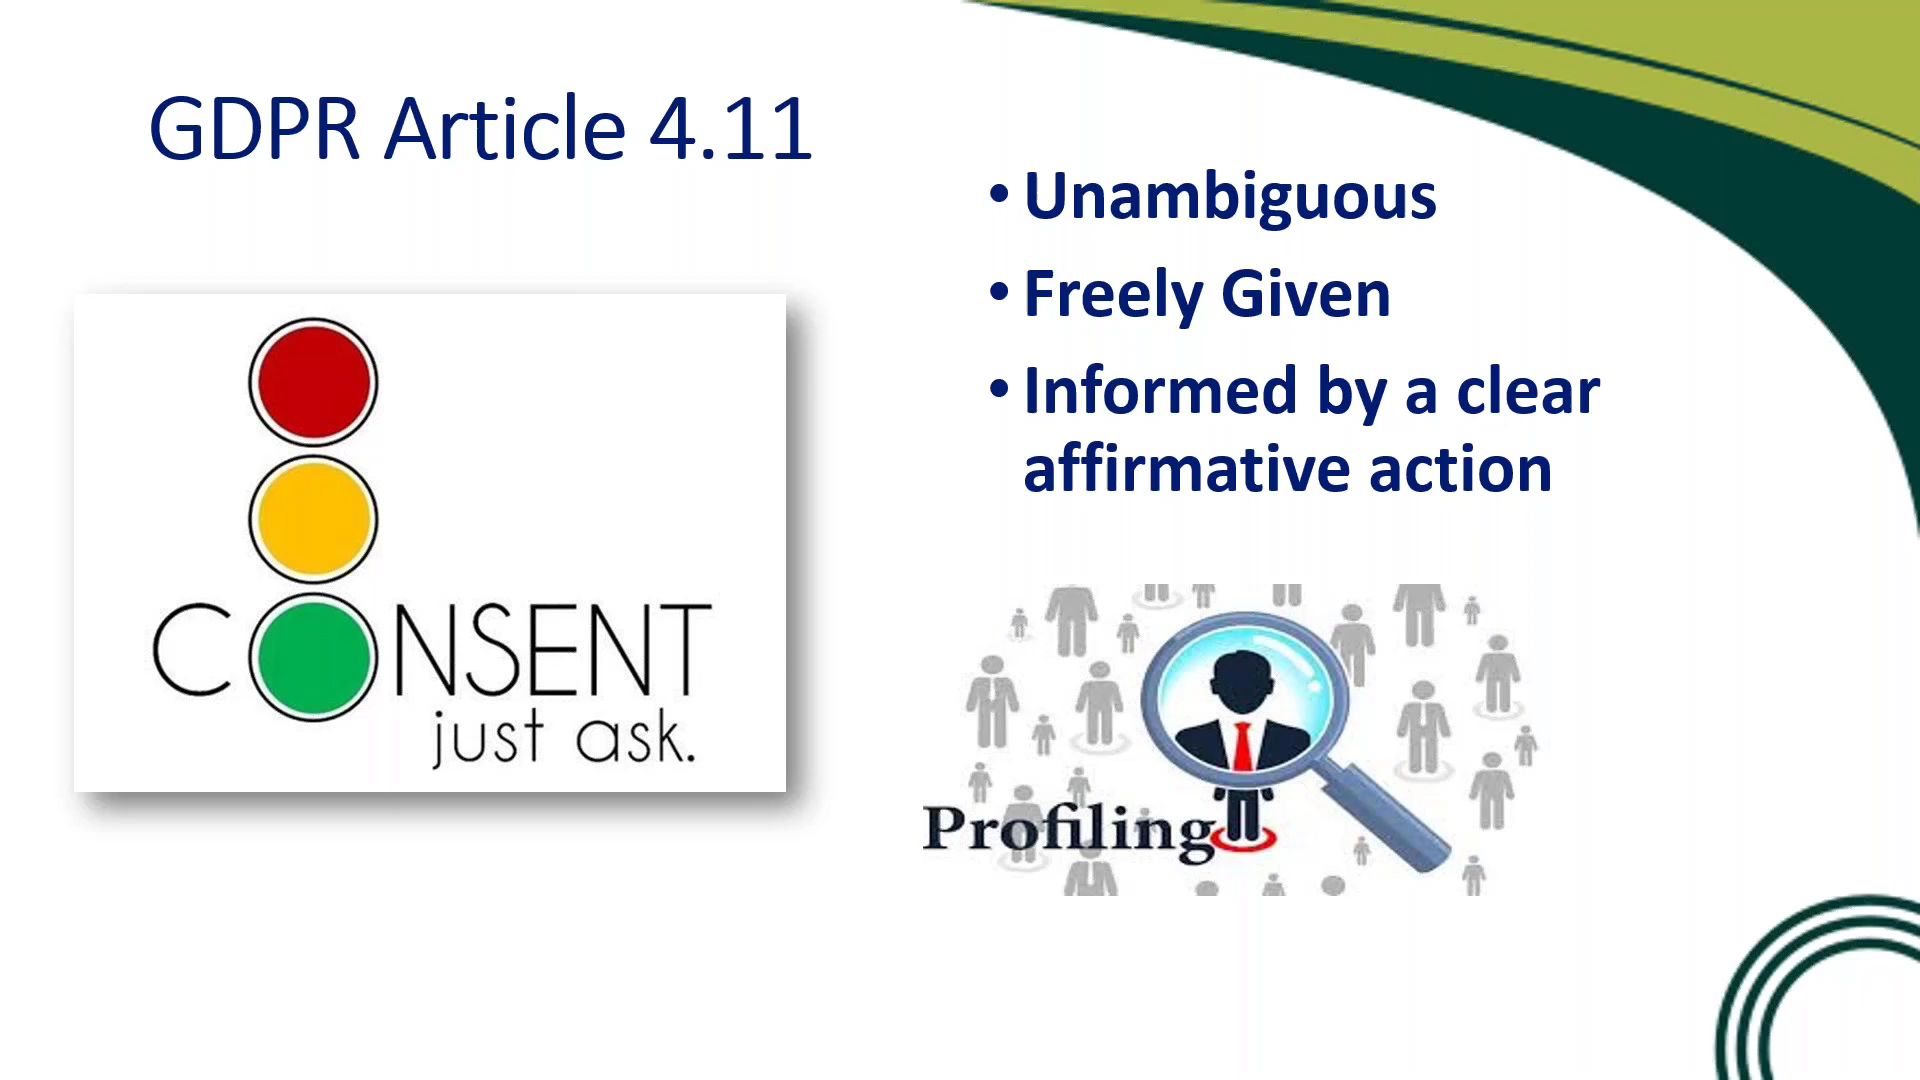 GDPR Article 4.11
• Unambiguous
• Freely Given
• Informed by a clear
affirmative action
CONSENT
just ask.
Profiling